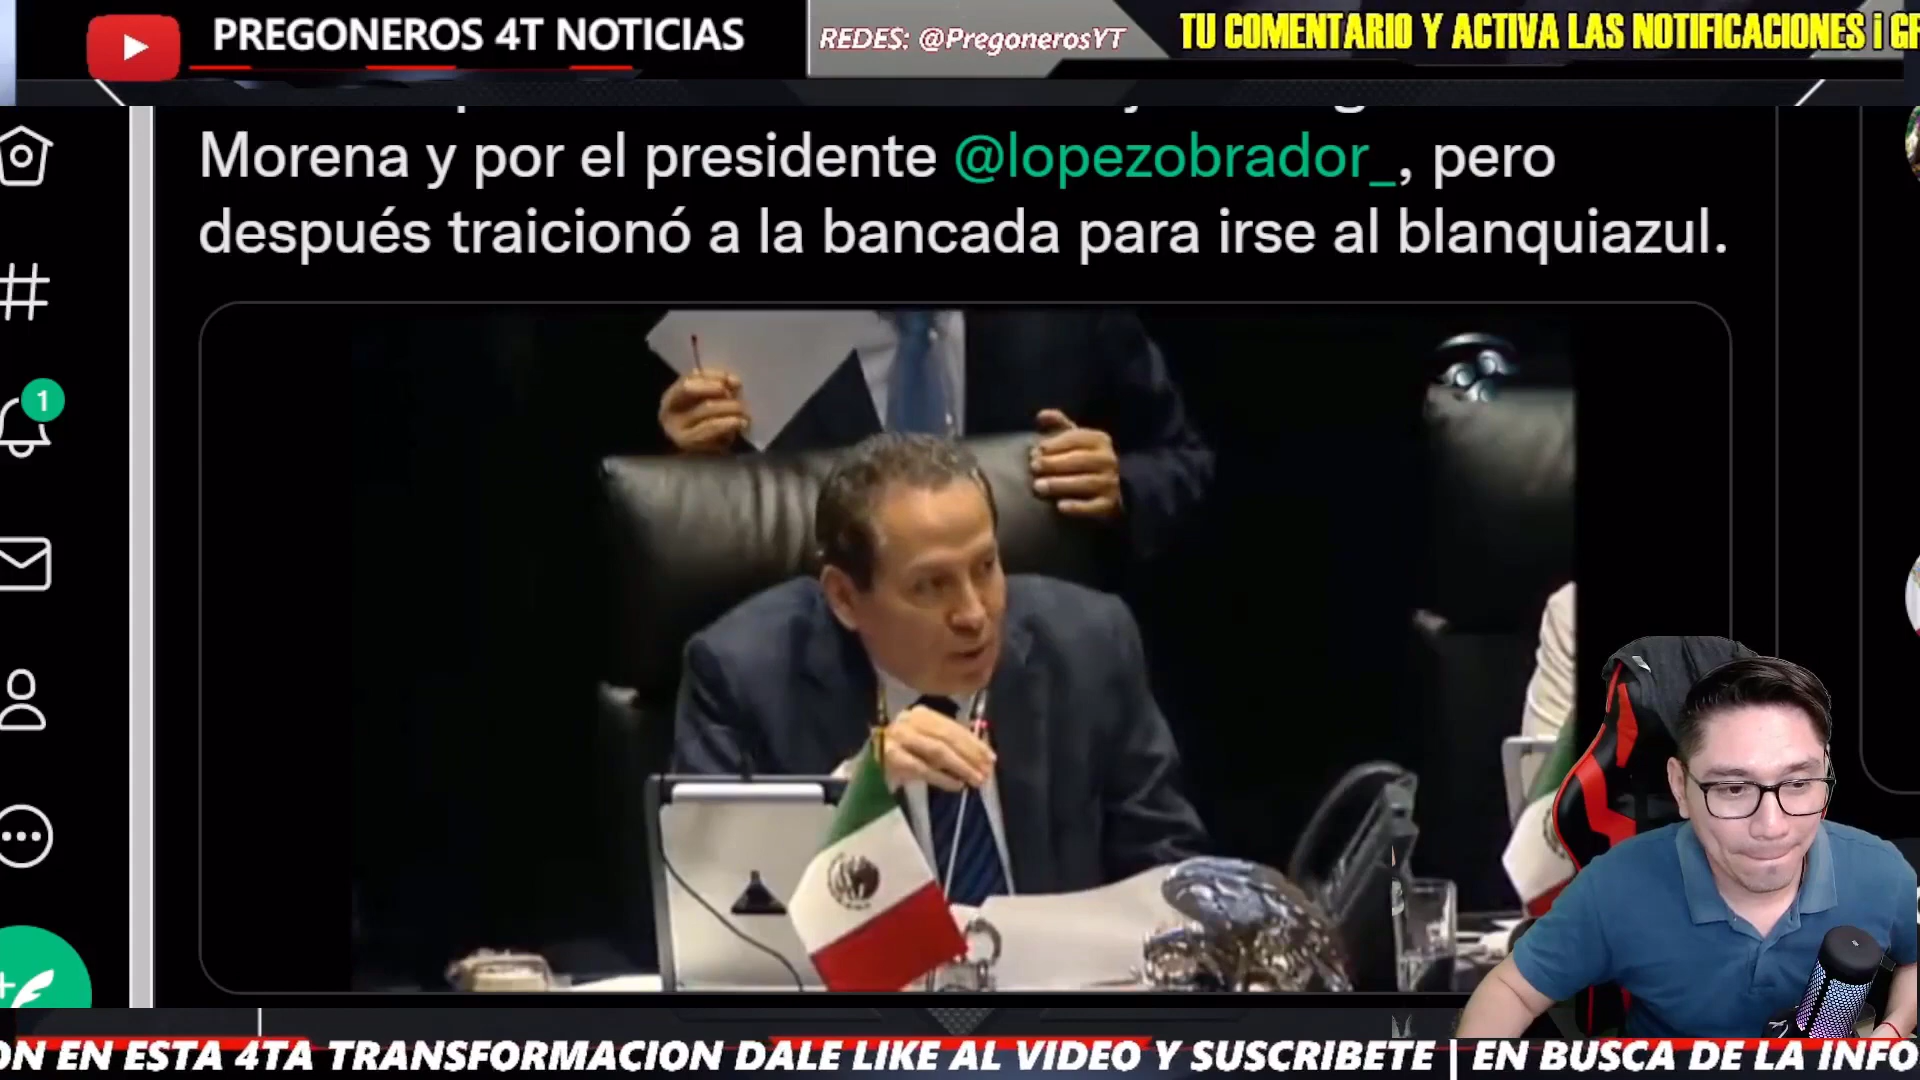 PREGONEROS 4T NOTICIAS
REDES: @PregonerosYT
TU COMENTARIO Y ACTIVA LAS NOTIFICACIONES ¡
Morena y por el presidente @lopezobrador_, pero
después traicionó a la bancada para irse al blanquiazul.
1
EN ESTA 4TA TRANSFORMACION DALE LIKE AL VIDEO Y SUSCRIBETE | EN BUSCA DE LA